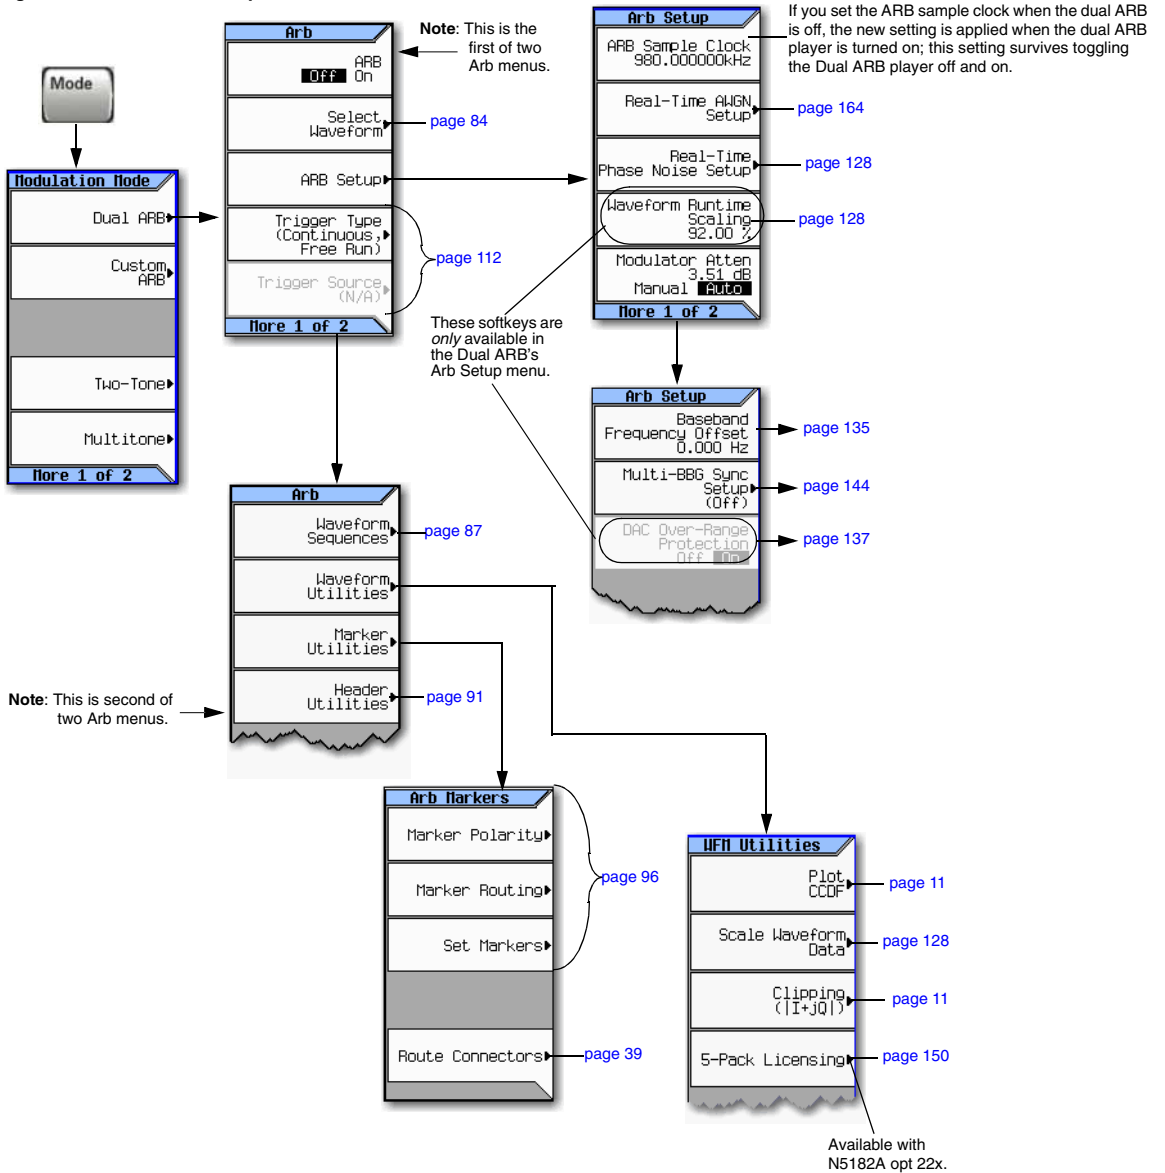 Mode
Modulation Mode
Dual ARB
Custom
ARB
Two-Tone
Multitone
More 1 of 2
Arb
ARB
Off On
Select
Waveform
ARB Setup
Trigger Type
(Continuous,
Free Run)
Trigger Source
(N/A)
More 1 of 2
Note: This is the
first of two
Arb menus.
page 84
page 112
Arb Setup
ARB Sample Clock
980.000000kHz
Real-Time AWGN
Setup
Real-Time
Phase Noise Setup
Waveform Runtime
Scaling
92.00 %
Modulator Atten
3.51 dB
Manual Auto
More 1 of 2
If you set the ARB sample clock when the dual ARB
is off, the new setting is applied when the dual ARB
player is turned on; this setting survives toggling
the Dual ARB player off and on.
page 164
page 128
page 128
These softkeys are
only available in
the Dual ARB's
Arb Setup menu.
Arb Setup
Baseband
Frequency Offset
0.000 Hz
Multi-BBG Sync
Setup
(Off)
DAC Over-Range
Protection
Off On
page 135
page 144
page 137
Arb
Waveform
Sequences
Waveform
Utilities
Marker
Utilities
Header
Utilities
page 87
page 91
Note: This is second of
two Arb menus.
Arb Markers
Marker Polarity
Marker Routing
Set Markers
Route Connectors
page 96
page 39
WFM Utilities
Plot
CCDF
Scale Waveform
Data
Clipping
(|I+jQ|)
5-Pack Licensing
page 11
page 128
page 11
page 150
Available with
N5182A opt 22x.